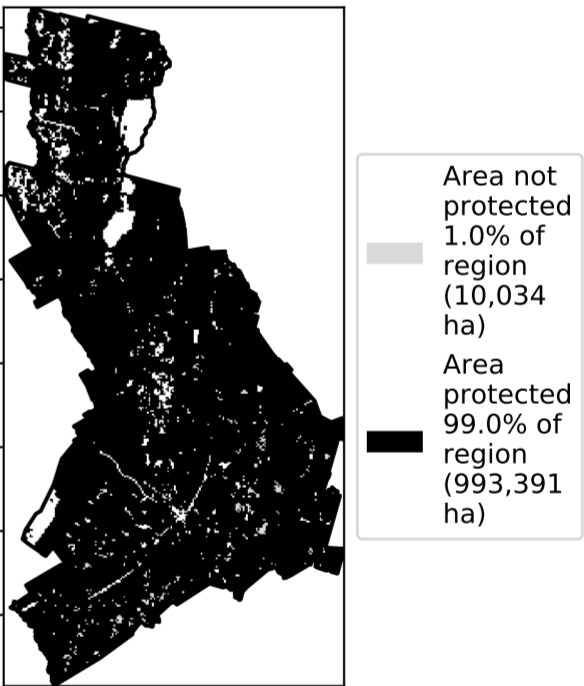 Area not
protected
1.0% of
region
(10,034
ha)
Area
protected
99.0% of
region
(993,391
ha)